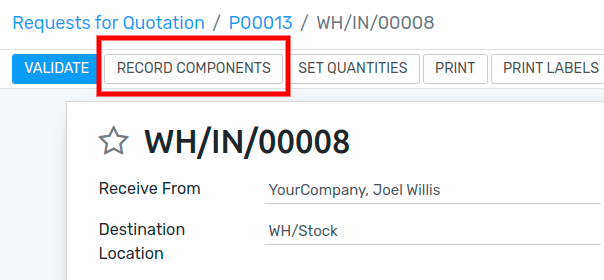 Requests for Quotation / P00013 / WH/IN/00008
VALIDATE RECORD COMPONENTS SET QUANTITIES PRINT PRINT LABELS
WH/IN/00008
Receive From YourCompany, Joel Willis
Destination Location WH/Stock